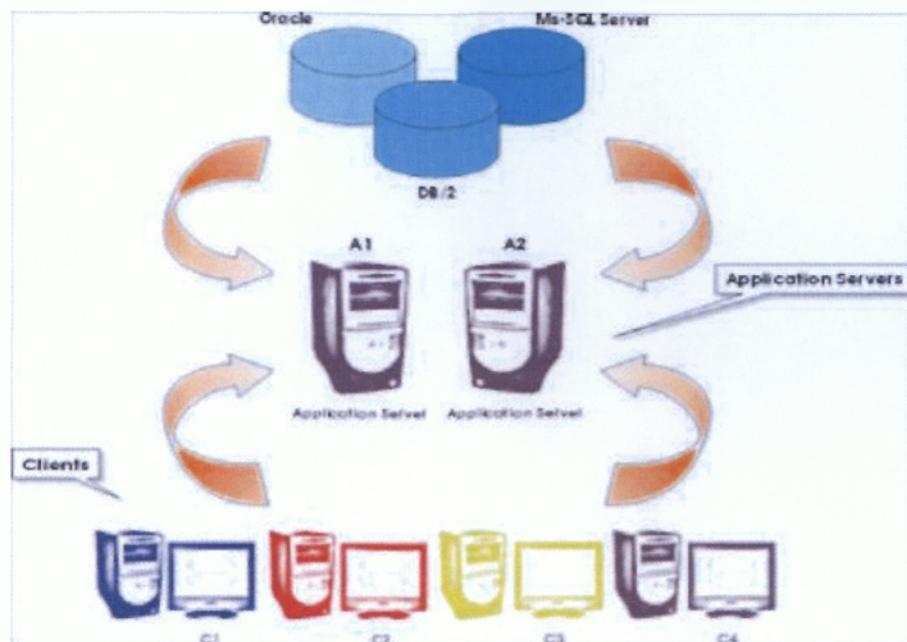 Oracle
Ms-SQL Server
DB/2
A1
A2
Application Servers
Application Server
Application Server
Clients
C1
C2
C3
C4